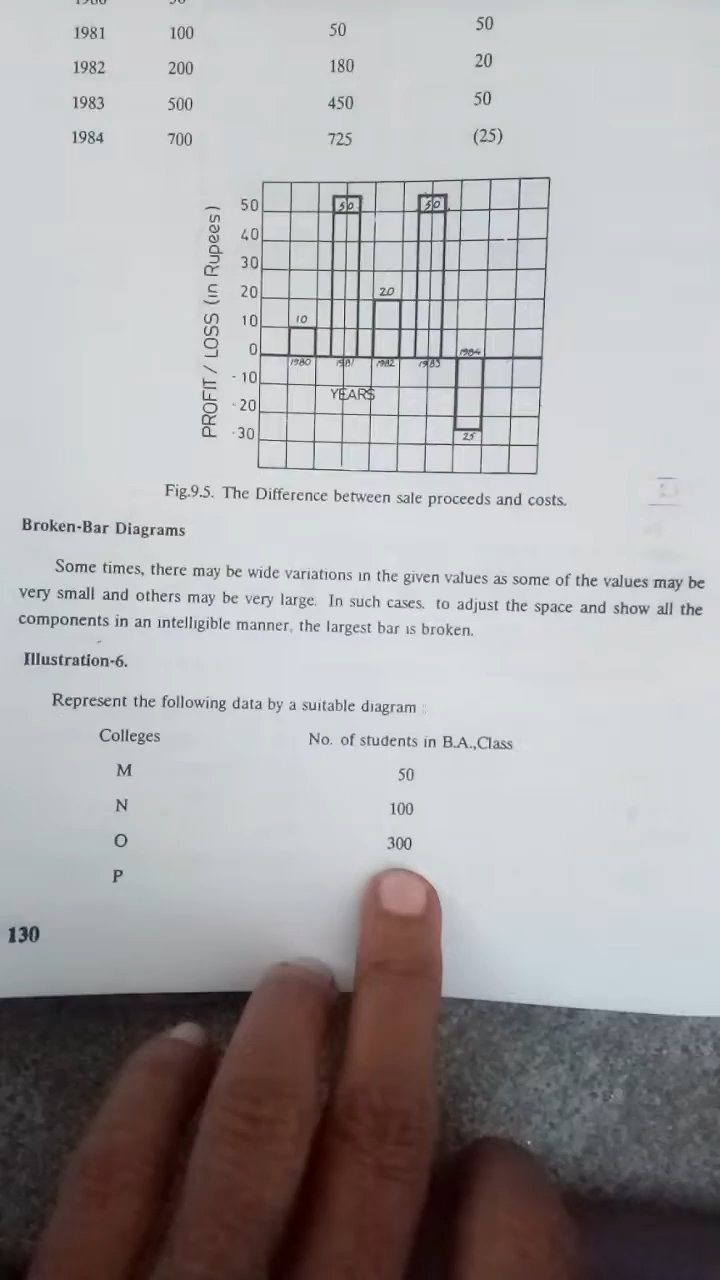 1981 100 50 50
1982 200 180 20
1983 500 450 50
1984 700 725 (25)
PROFIT / LOSS (in Rupees)
50
40
30
20
10
0
-10
-20
-30
10
50
20
50
1980 1981 1982 1983 1984
YEARS
25
Fig.9.5. The Difference between sale proceeds and costs.
Broken-Bar Diagrams
Some times, there may be wide variations in the given values as some of the values may be
very small and others may be very large. In such cases. to adjust the space and show all the
components in an intelligible manner, the largest bar is broken.
Illustration-6.
Represent the following data by a suitable diagram :
Colleges No. of students in B.A.,Class
M 50
N 100
O 300
P
130